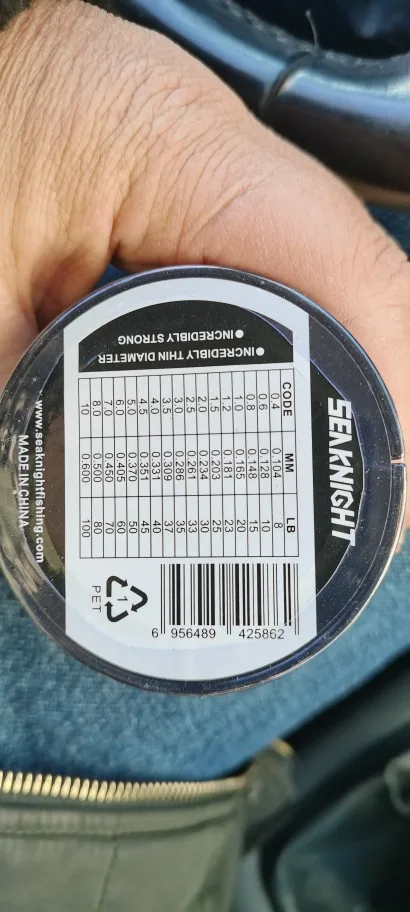 SEAKNIGHT
CODE MM LB
0.4 0.104 8
0.6 0.128 10
0.8 0.148 15
1.0 0.165 20
1.2 0.181 23
1.5 0.203 25
2.0 0.234 30
2.5 0.261 33
3.0 0.286 35
3.5 0.309 37
4.0 0.331 40
4.5 0.351 45
5.0 0.370 50
6.0 0.405 60
7.0 0.450 70
8.0 0.500 80
10 0.600 100
● INCREDIBLY THIN DIAMETER
● INCREDIBLY STRONG
6 956489 425862
1
PET
www.seaknightfishing.com
MADE IN CHINA